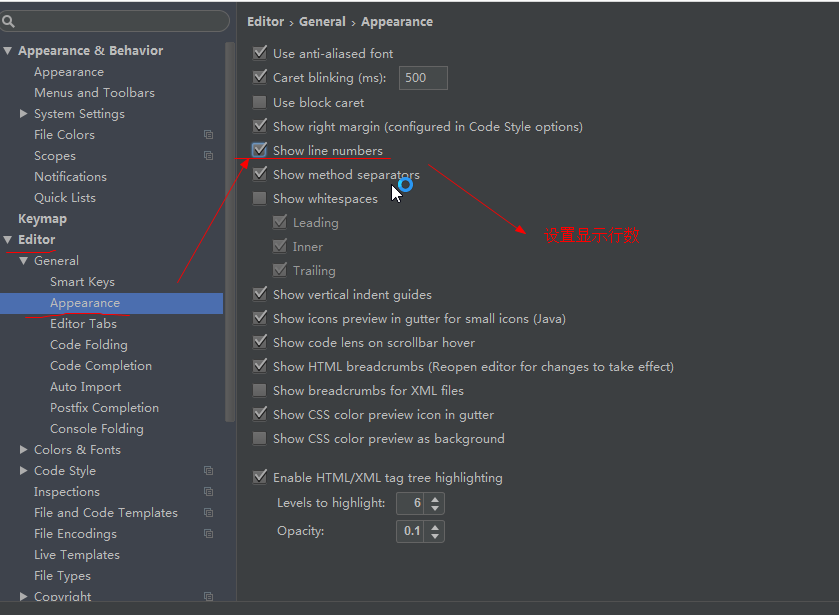 Appearance & Behavior
Appearance
Menus and Toolbars
System Settings
File Colors
Scopes
Notifications
Quick Lists
Keymap
Editor
General
Smart Keys
Appearance
Editor Tabs
Code Folding
Code Completion
Auto Import
Postfix Completion
Console Folding
Colors & Fonts
Code Style
Inspections
File and Code Templates
File Encodings
Live Templates
File Types
Copyright
Editor › General › Appearance
Use anti-aliased font
Caret blinking (ms): 500
Use block caret
Show right margin (configured in Code Style options)
Show line numbers
Show method separators
Show whitespaces
Leading
设置显示行数
Inner
Trailing
Show vertical indent guides
Show icons preview in gutter for small icons (Java)
Show code lens on scrollbar hover
Show HTML breadcrumbs (Reopen editor for changes to take effect)
Show breadcrumbs for XML files
Show CSS color preview icon in gutter
Show CSS color preview as background
Enable HTML/XML tag tree highlighting
Levels to highlight: 6
Opacity: 0.1